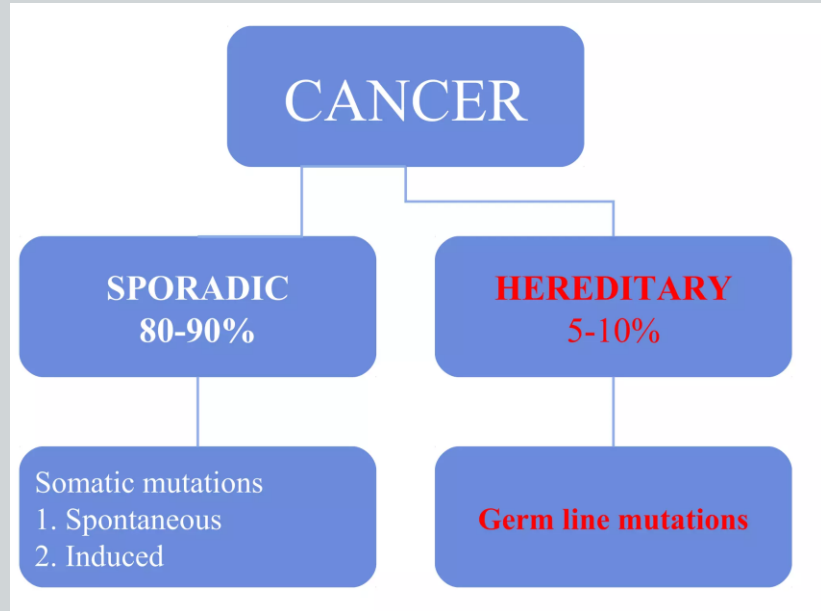 CANCER
SPORADIC
80-90%
HEREDITARY
5-10%
Somatic mutations
1. Spontaneous
2. Induced
Germ line mutations